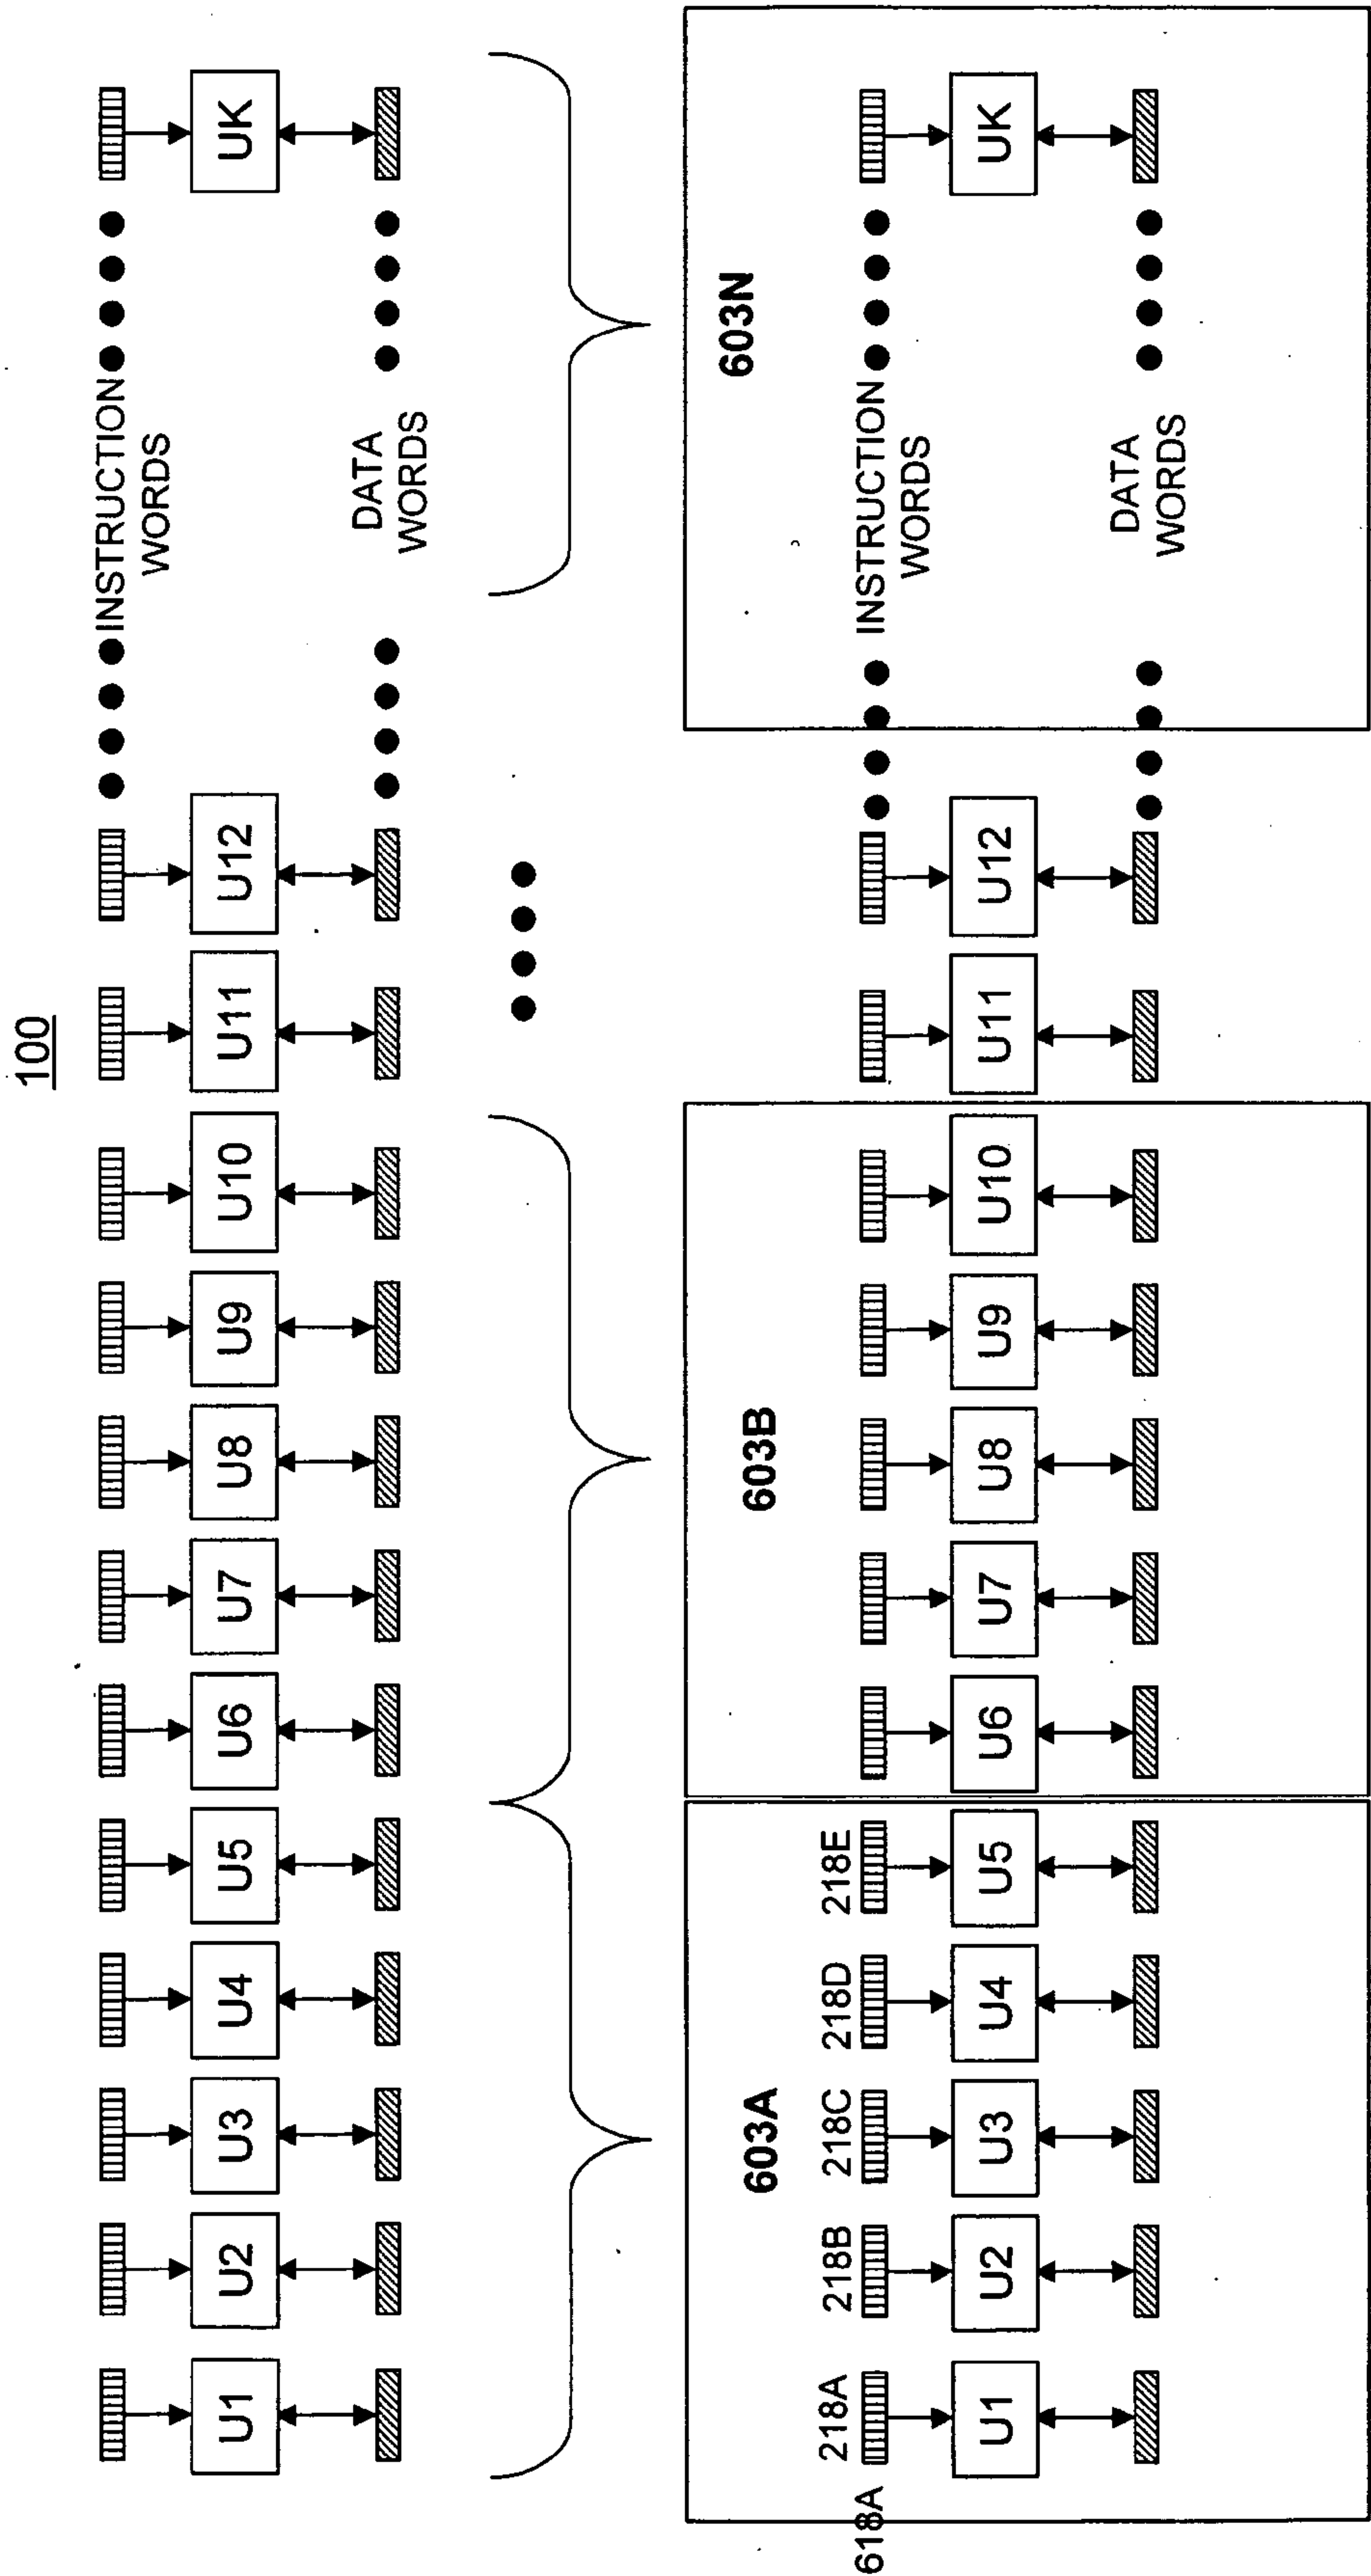 100
INSTRUCTION
WORDS
U1 U2 U3 U4 U5 U6 U7 U8 U9 U10 U11 U12 UK
DATA
WORDS
603A 603B 603N
618A 218A 218B 218C 218D 218E INSTRUCTION
WORDS
U1 U2 U3 U4 U5 U6 U7 U8 U9 U10 U11 U12 UK
DATA
WORDS